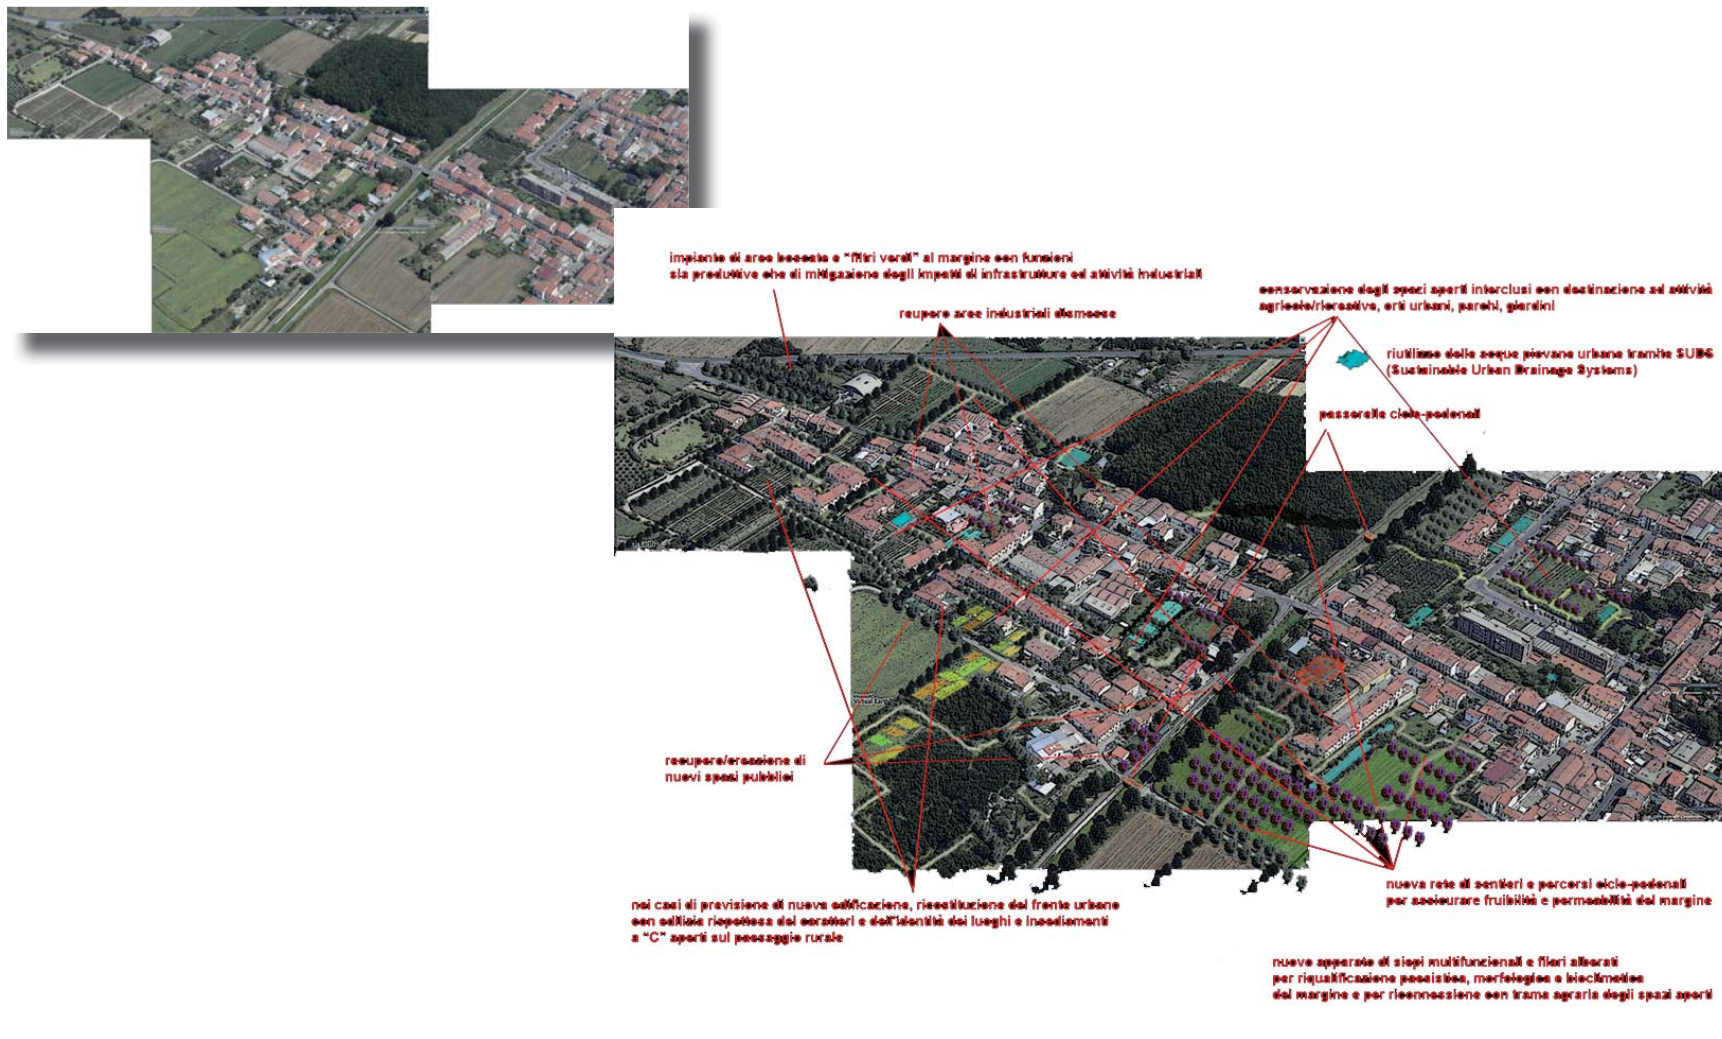 impianto di aree boscate e “filtri verdi” al margine con funzioni
sia produttive che di mitigazione degli impatti di infrastrutture ed attività industriali
reupero aree industriali dismesse
conservazione degli spazi aperti interclusi con destinazione ad attività
agricole/ricreative, orti urbani, parchi, giardini
riutilizzo delle acque piovane urbane tramite SUDS
(Sustainable Urban Drainage Systems)
passerelle ciclo-pedonali
recupero/creazione di
nuovi spazi pubblici
nei casi di previsione di nuova edificazione, ricostituzione del fronte urbano
con edilizia rispettosa dei caratteri e dell'identità dei luoghi e insediamenti
a “C” aperti sul paesaggio rurale
nuova rete di sentieri e percorsi ciclo-pedonali
per assicurare fruibilità e permeabilità del margine
nuovo apparato di siepi multifunzionali e filari alberati
per riqualificazione paesistica, morfologica e bioclimatica
del margine e per riconnessione con trama agraria degli spazi aperti